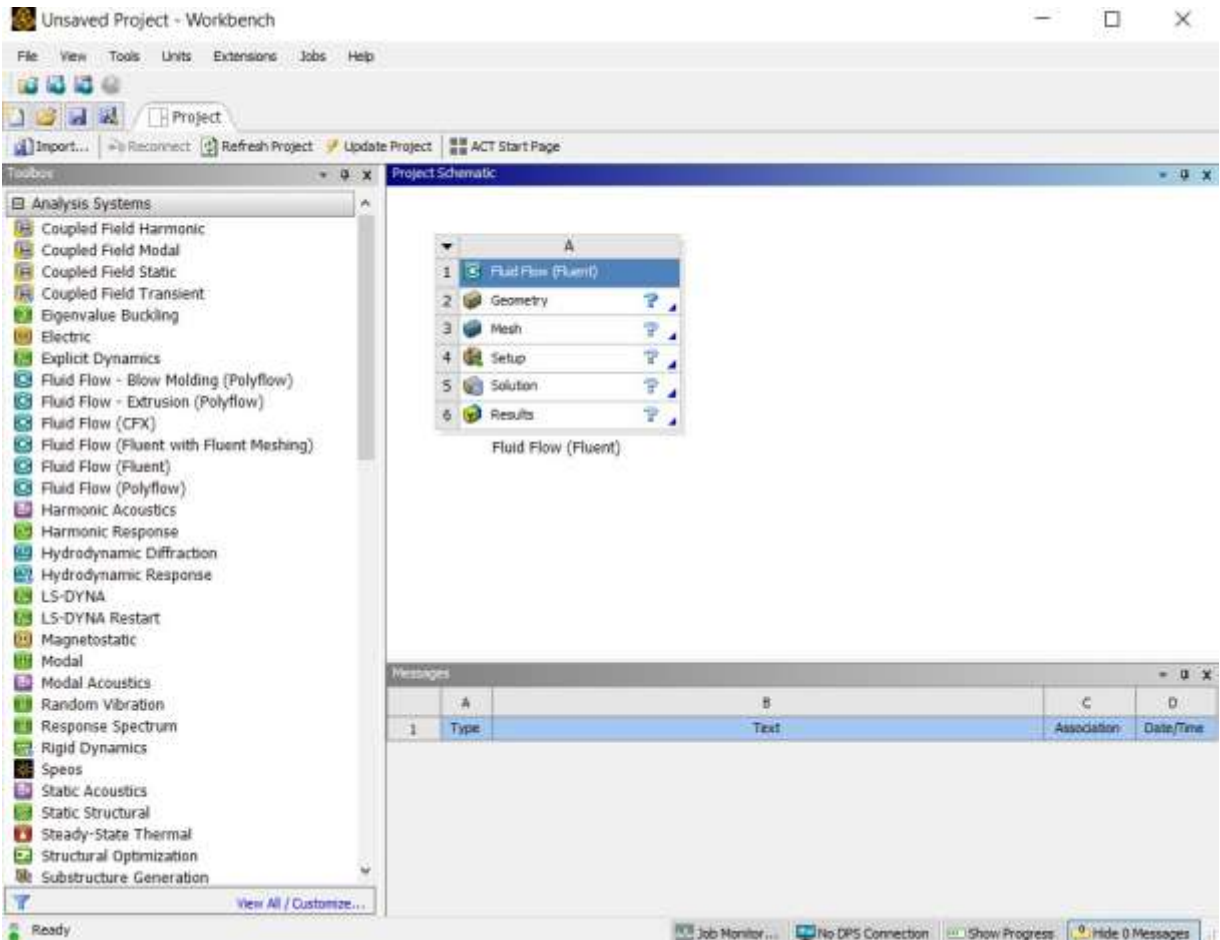 Unsaved Project - Workbench
File View Tools Units Extensions Jobs Help
Project
Import... Reconnect Refresh Project Update Project ACT Start Page
Toolbox
Analysis Systems
Coupled Field Harmonic
Coupled Field Modal
Coupled Field Static
Coupled Field Transient
Eigenvalue Buckling
Electric
Explicit Dynamics
Fluid Flow - Blow Molding (Polyflow)
Fluid Flow - Extrusion (Polyflow)
Fluid Flow (CFX)
Fluid Flow (Fluent with Fluent Meshing)
Fluid Flow (Fluent)
Fluid Flow (Polyflow)
Harmonic Acoustics
Harmonic Response
Hydrodynamic Diffraction
Hydrodynamic Response
LS-DYNA
LS-DYNA Restart
Magnetostatic
Modal
Modal Acoustics
Random Vibration
Response Spectrum
Rigid Dynamics
Speos
Static Acoustics
Static Structural
Steady-State Thermal
Structural Optimization
Substructure Generation
View All / Customize...
Project Schematic
A
1 Fluid Flow (Fluent)
2 Geometry ?
3 Mesh ?
4 Setup ?
5 Solution ?
6 Results ?
Fluid Flow (Fluent)
Messages
A B C D
1 Type Text Association Date/Time
Ready Job Monitor... No DPS Connection Show Progress Hide 0 Messages